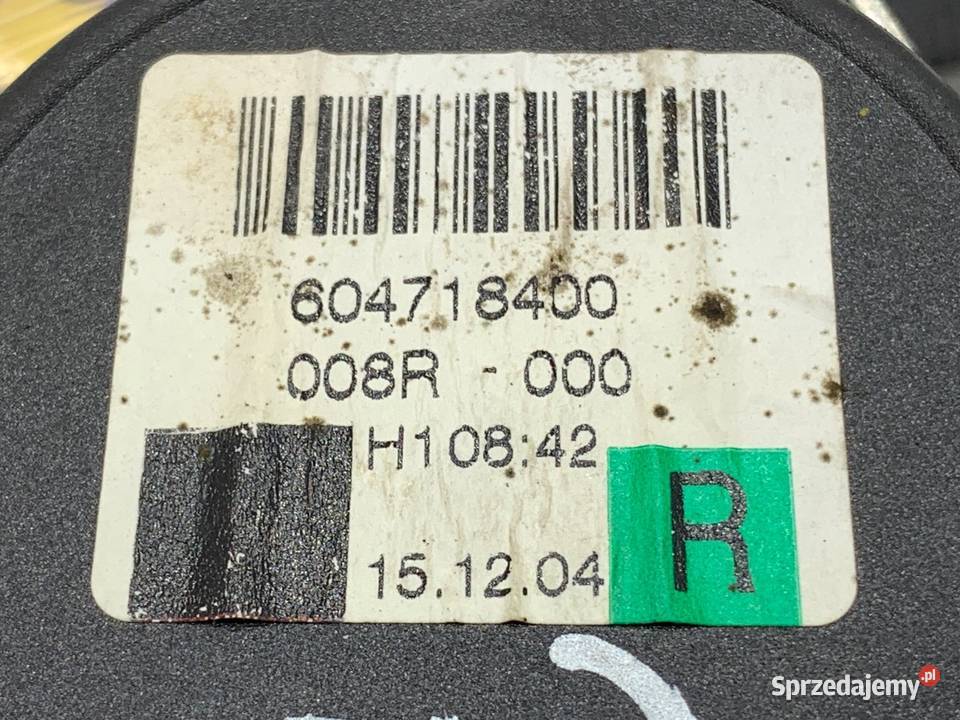 604718400
008R - 000
H1 08:42
R
15.12.04
Sprzedajemy.pl